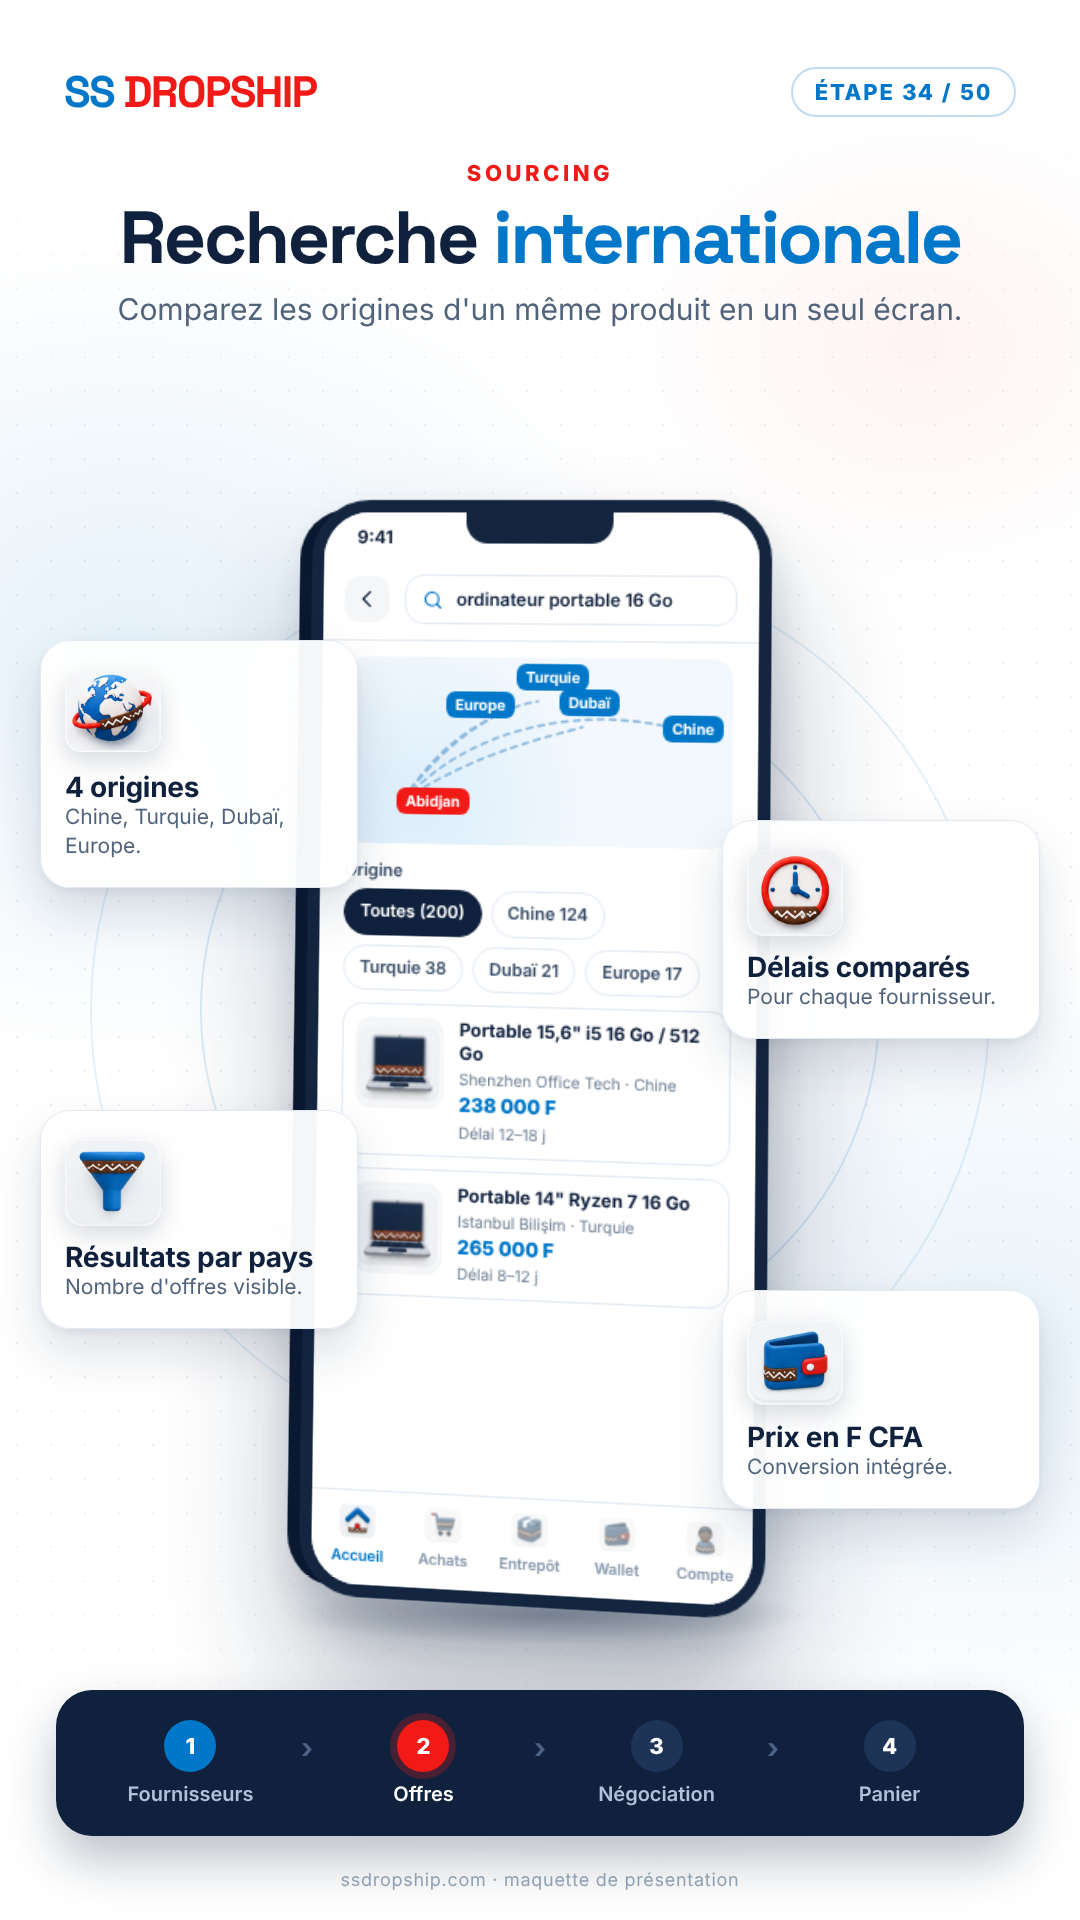 SS DROPSHIP
ÉTAPE 34 / 50
SOURCING
Recherche internationale
Comparez les origines d'un même produit en un seul écran.
9:41
ordinateur portable 16 Go
Turquie
Europe
Dubaï
Chine
Abidjan
4 origines
Chine, Turquie, Dubaï,
Europe.
Origine
Toutes (200)
Chine 124
Turquie 38
Dubaï 21
Europe 17
Délais comparés
Pour chaque fournisseur.
Portable 15,6" i5 16 Go / 512
Go
Shenzhen Office Tech · Chine
238 000 F
Délai 12–18 j
Résultats par pays
Nombre d'offres visible.
Portable 14" Ryzen 7 16 Go
Istanbul Bilişim · Turquie
265 000 F
Délai 8–12 j
Prix en F CFA
Conversion intégrée.
Accueil
Achats
Entrepôt
Wallet
Compte
1
Fournisseurs
2
Offres
3
Négociation
4
Panier
ssdropship.com · maquette de présentation